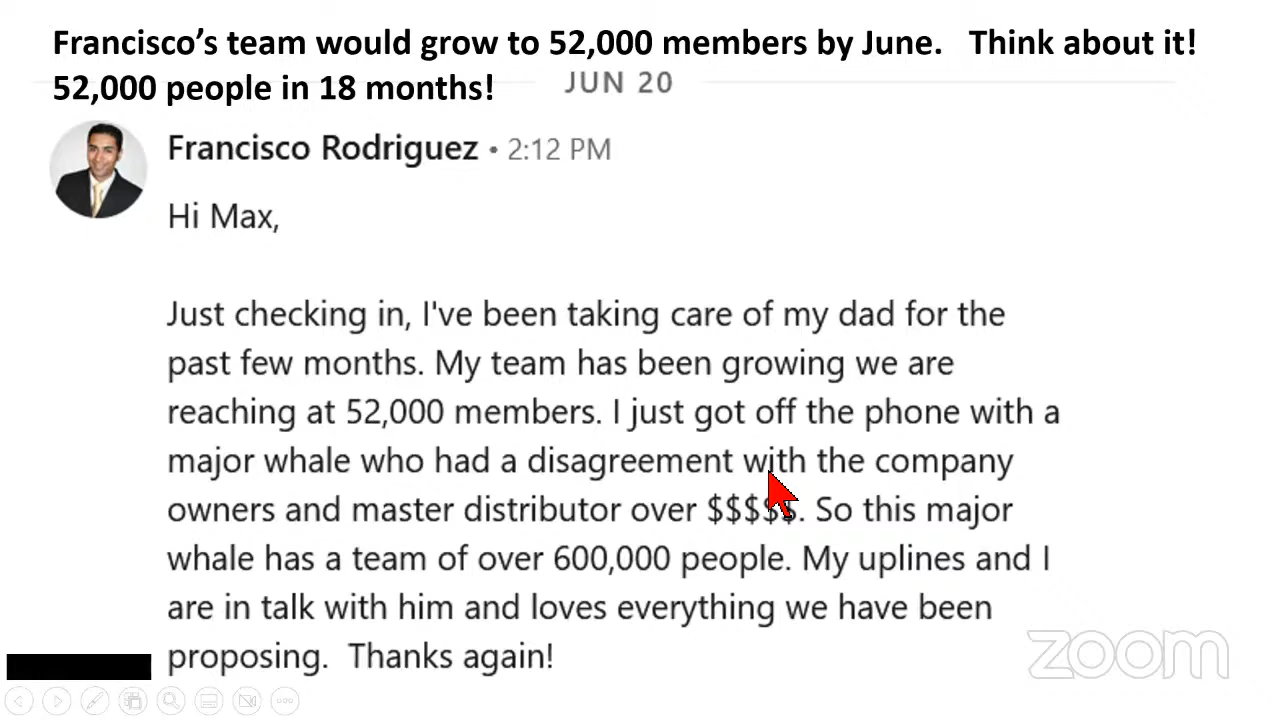 Francisco's team would grow to 52,000 members by June.   Think about it!
52,000 people in 18 months!
JUN 20
Francisco Rodriguez • 2:12 PM
Hi Max,
Just checking in, I've been taking care of my dad for the
past few months. My team has been growing we are
reaching at 52,000 members. I just got off the phone with a
major whale who had a disagreement with the company
owners and master distributor over $$$$$. So this major
whale has a team of over 600,000 people. My uplines and I
are in talk with him and loves everything we have been
proposing.  Thanks again!
zoom